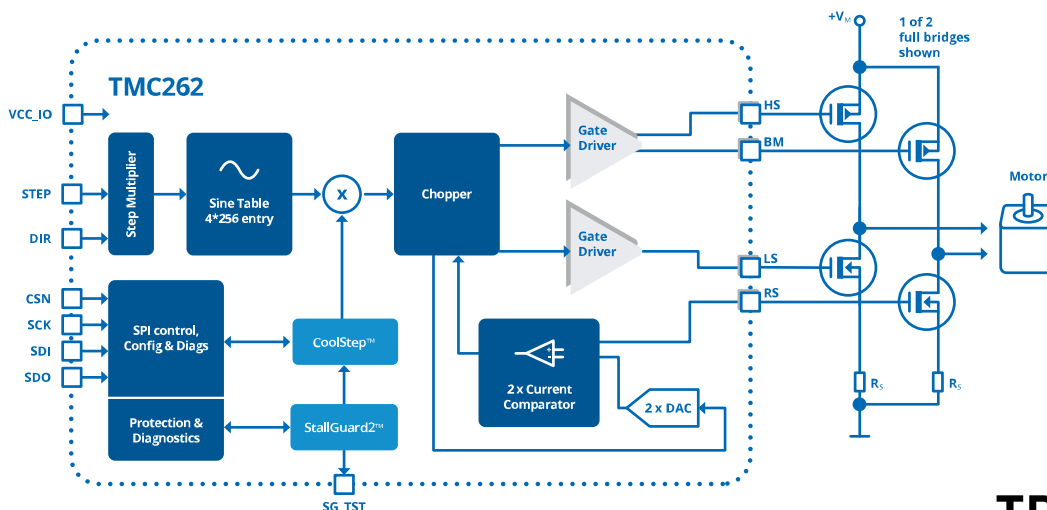 +VM
1 of 2
full bridges
shown
TMC262
VCC_IO
HS
Gate
Driver
BM
Step Multiplier
Sine Table
4*256 entry
X
Chopper
STEP
DIR
Motor
Gate
Driver
LS
RS
CSN
SCK
SDI
SDO
SPI control,
Config & Diags
CoolStep™
2 x Current
Comparator
+
-
2 x DAC
RS
RS
Protection &
Diagnostics
StallGuard2™
SG_TST